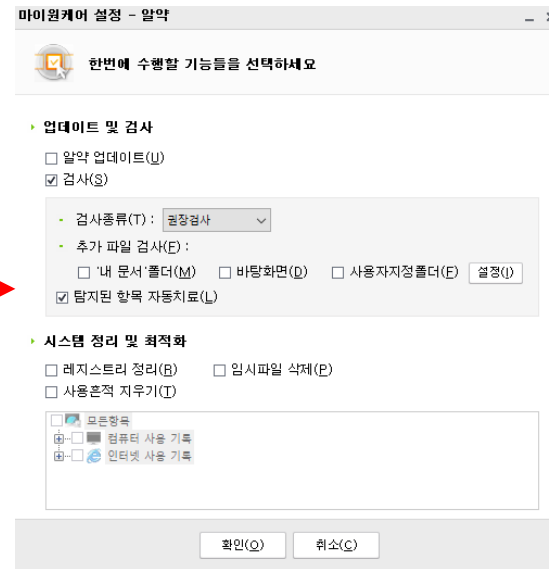 마이원케어 설정 - 알약
한번에 수행할 기능들을 선택하세요
업데이트 및 검사
알약 업데이트(U)
검사(S)
검사종류(T) : 권장검사
추가 파일 검사(F) :
'내 문서'폴더(M) 바탕화면(D) 사용자지정폴더(F) 설정(I)
탐지된 항목 자동치료(L)
시스템 정리 및 최적화
레지스트리 정리(R) 임시파일 삭제(P)
사용흔적 지우기(T)
모든항목
컴퓨터 사용 기록
인터넷 사용 기록
확인(O) 취소(C)